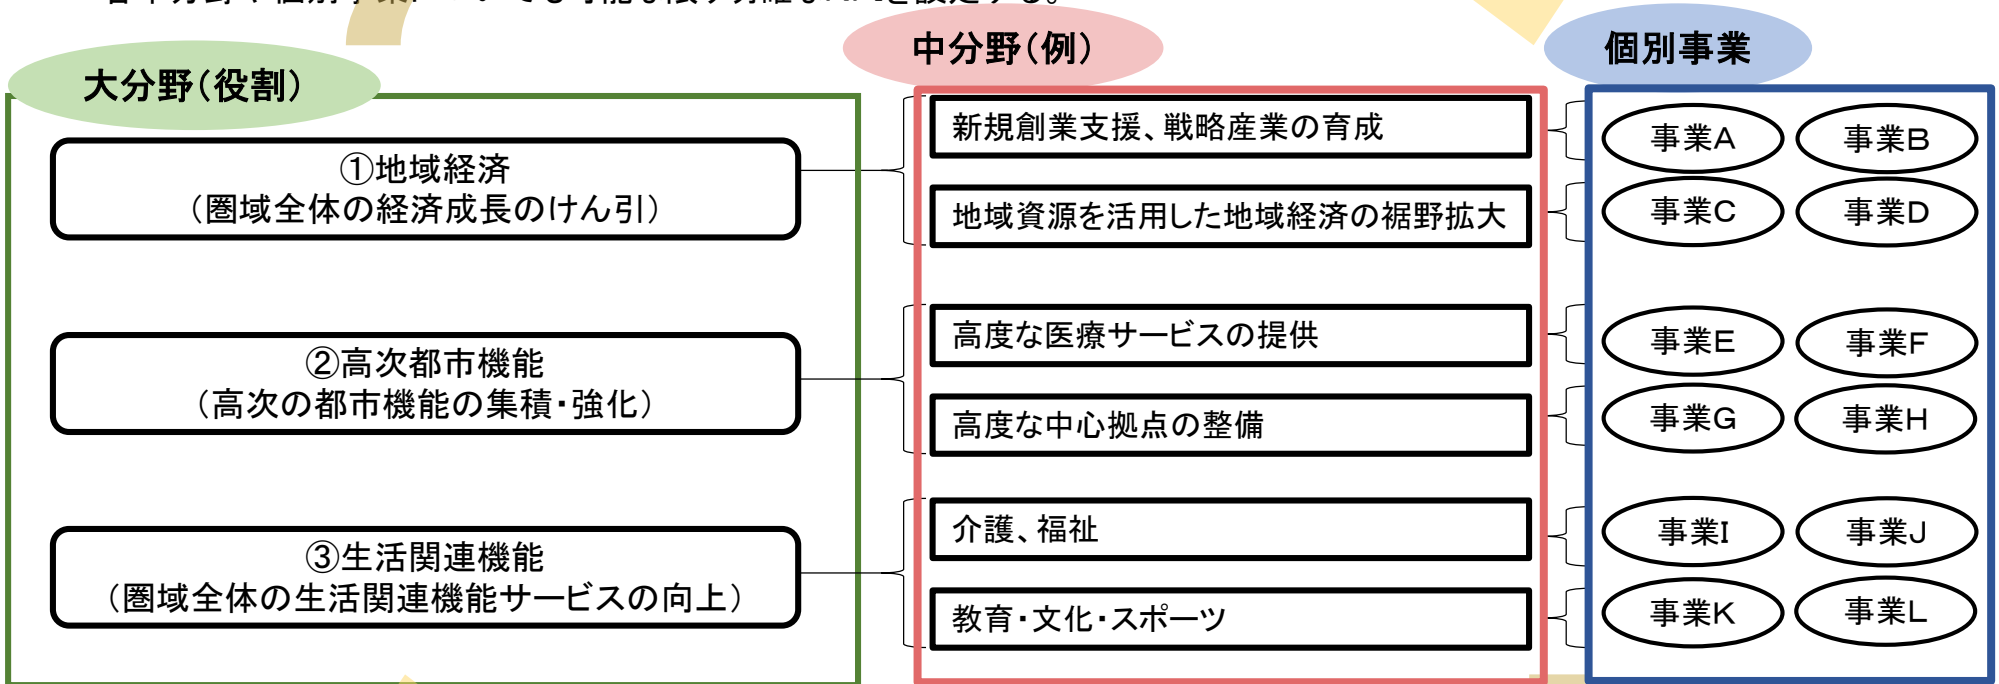 を設定する。
大分野(役割)
中分野(例)
個別事業
①地域経済
(圏域全体の経済成長のけん引)
新規創業支援、戦略産業の育成
地域資源を活用した地域経済の裾野拡大
事業A
事業B
事業C
事業D
②高次都市機能
(高次の都市機能の集積・強化)
高度な医療サービスの提供
高度な中心拠点の整備
事業E
事業F
事業G
事業H
③生活関連機能
(圏域全体の生活関連機能サービスの向上)
介護、福祉
教育・文化・スポーツ
事業I
事業J
事業K
事業L